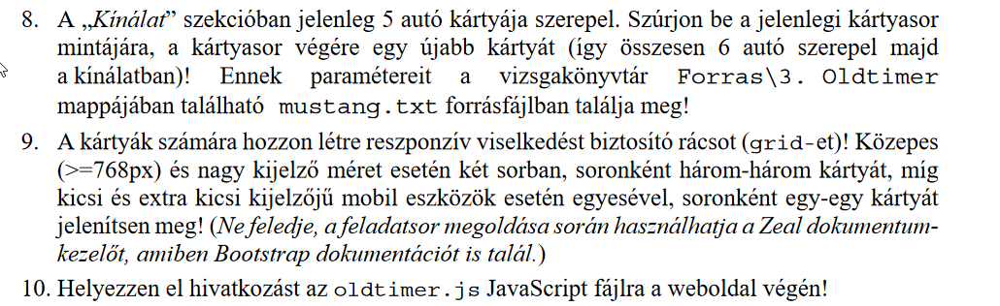 8. A „Kínálat” szekcióban jelenleg 5 autó kártyája szerepel. Szúrjon be a jelenlegi kártyasor
mintájára, a kártyasor végére egy újabb kártyát (így összesen 6 autó szerepel majd
a kínálatban)! Ennek paramétereit a vizsgakönyvtár Forras\3. Oldtimer
mappájában található mustang.txt forrásfájlban találja meg!
9. A kártyák számára hozzon létre reszponzív viselkedést biztosító rácsot (grid-et)! Közepes
(>=768px) és nagy kijelző méret esetén két sorban, soronként három-három kártyát, míg
kicsi és extra kicsi kijelzőjű mobil eszközök esetén egyesével, soronként egy-egy kártyát
jelenítsen meg! (Ne feledje, a feladatsor megoldása során használhatja a Zeal dokumentum-
kezelőt, amiben Bootstrap dokumentációt is talál.)
10. Helyezzen el hivatkozást az oldtimer.js JavaScript fájlra a weboldal végén!